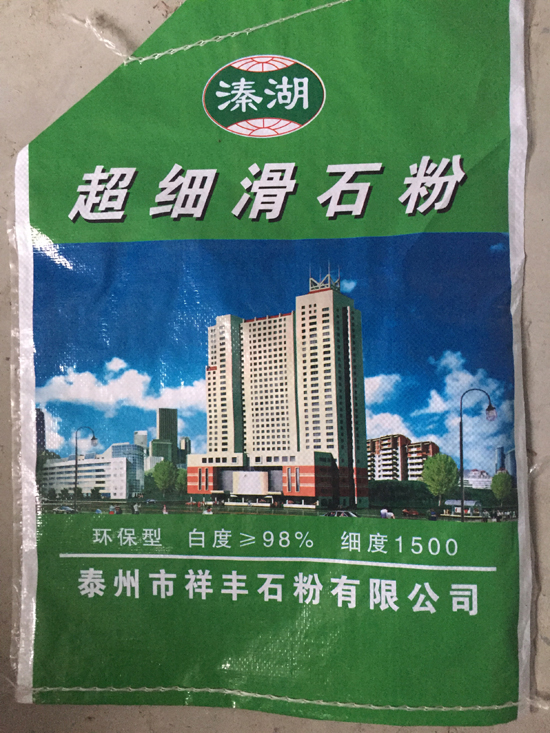 溱湖
超细滑石粉
环保型 白度≥98% 细度1500
泰州市祥丰石粉有限公司